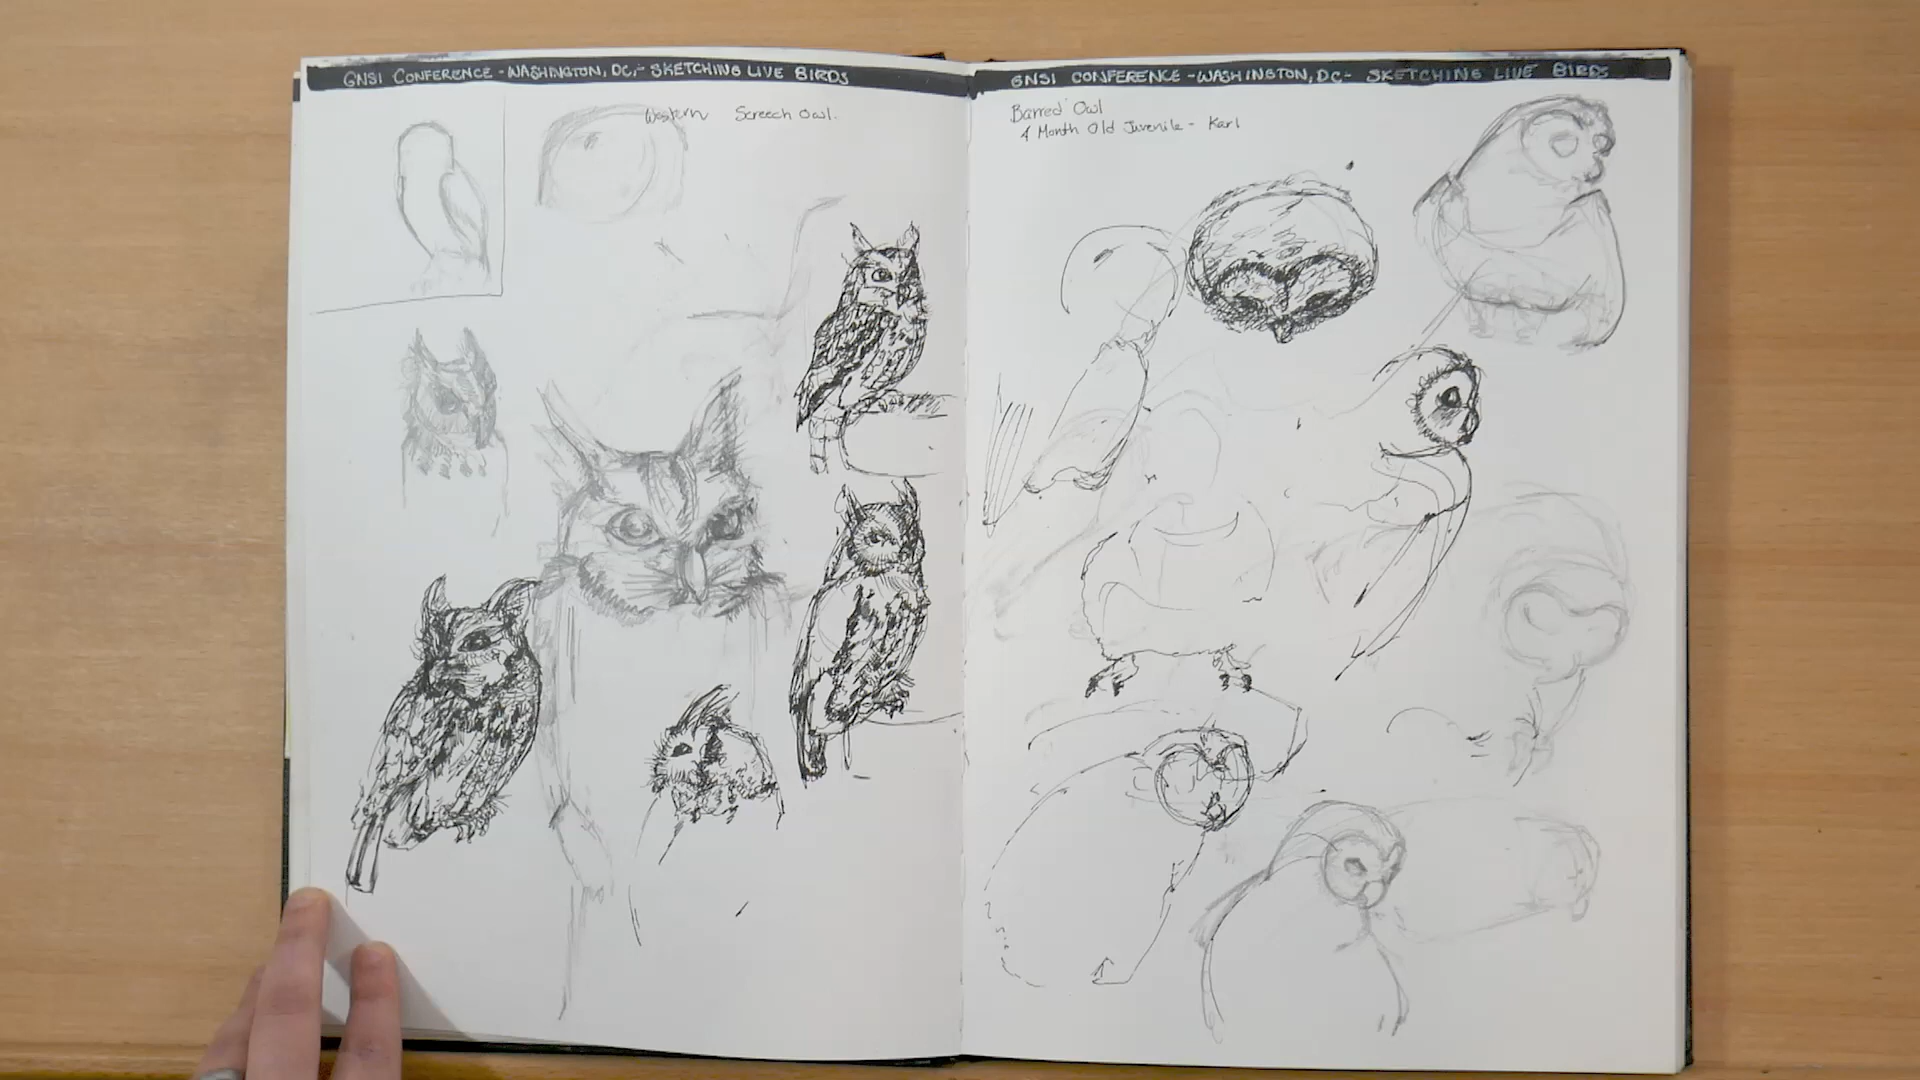 GNSI CONFERENCE - WASHINGTON, DC,- SKETCHING LIVE BIRDS
Western Screech Owl.
GNSI CONFERENCE - WASHINGTON, DC- SKETCHING LIVE BIRDS
Barred Owl
4 Month Old Juvenile - Karl